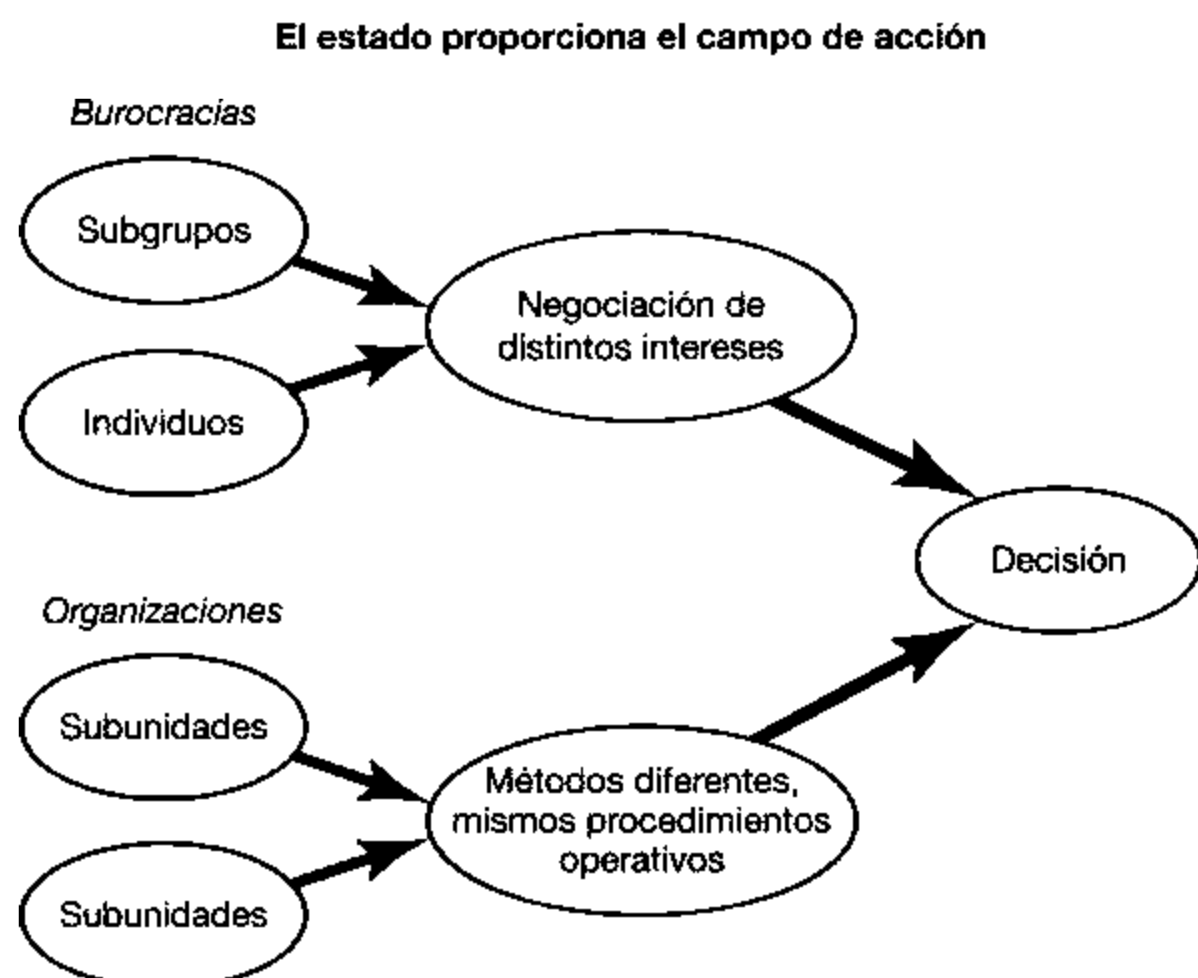 El estado proporciona el campo de acción
Burocracias
Subgrupos
Individuos
Negociación de
distintos intereses
Decisión
Organizaciones
Subunidades
Subunidades
Métodos diferentes,
mismos procedimientos
operativos